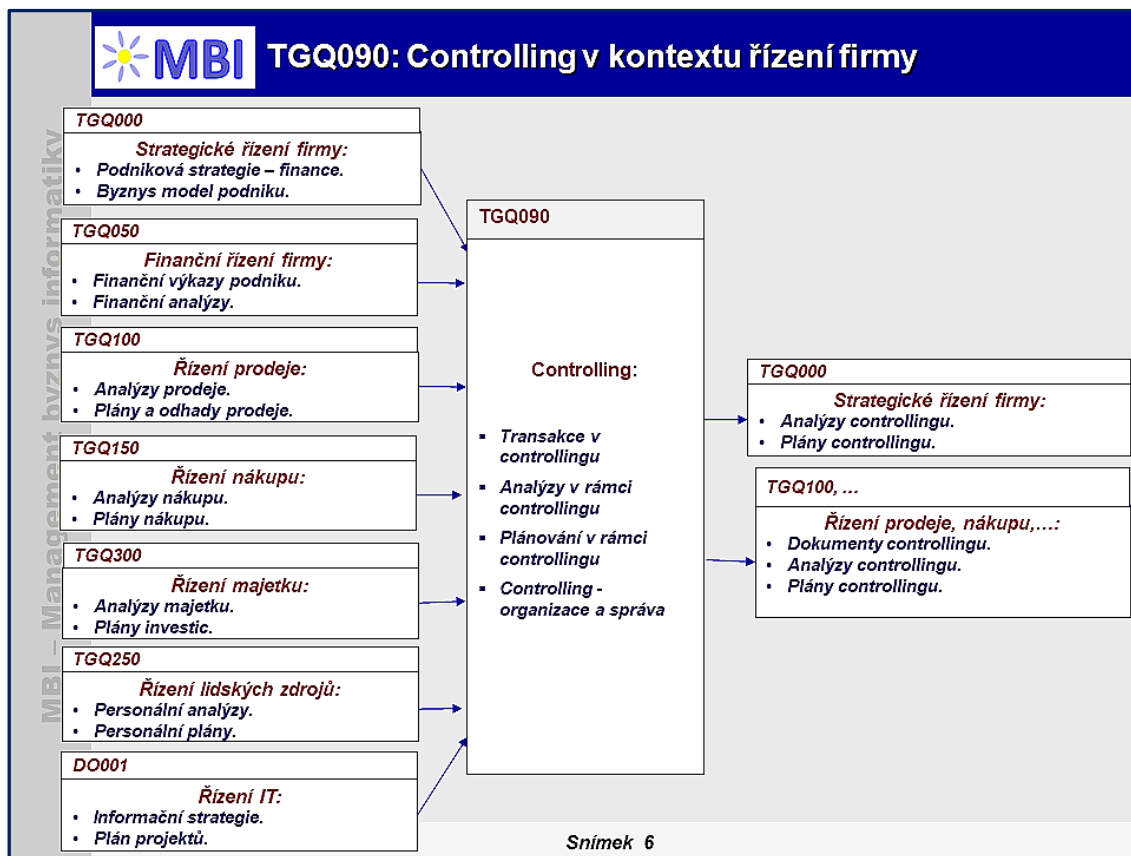 MBI
TGQ090: Controlling v kontextu řízení firmy
MBI – Management byznys informatiky
TGQ000
Strategické řízení firmy:
• Podniková strategie – finance.
• Byznys model podniku.
TGQ050
Finanční řízení firmy:
• Finanční výkazy podniku.
• Finanční analýzy.
TGQ100
Řízení prodeje:
• Analýzy prodeje.
• Plány a odhady prodeje.
TGQ150
Řízení nákupu:
• Analýzy nákupu.
• Plány nákupu.
TGQ300
Řízení majetku:
• Analýzy majetku.
• Plány investic.
TGQ250
Řízení lidských zdrojů:
• Personální analýzy.
• Personální plány.
DO001
Řízení IT:
• Informační strategie.
• Plán projektů.
TGQ090
Controlling:
▪ Transakce v
controllingu
▪ Analýzy v rámci
controllingu
▪ Plánování v rámci
controllingu
▪ Controlling -
organizace a správa
TGQ000
Strategické řízení firmy:
• Analýzy controllingu.
• Plány controllingu.
TGQ100, ...
Řízení prodeje, nákupu,...:
• Dokumenty controllingu.
• Analýzy controllingu.
• Plány controllingu.
Snímek 6